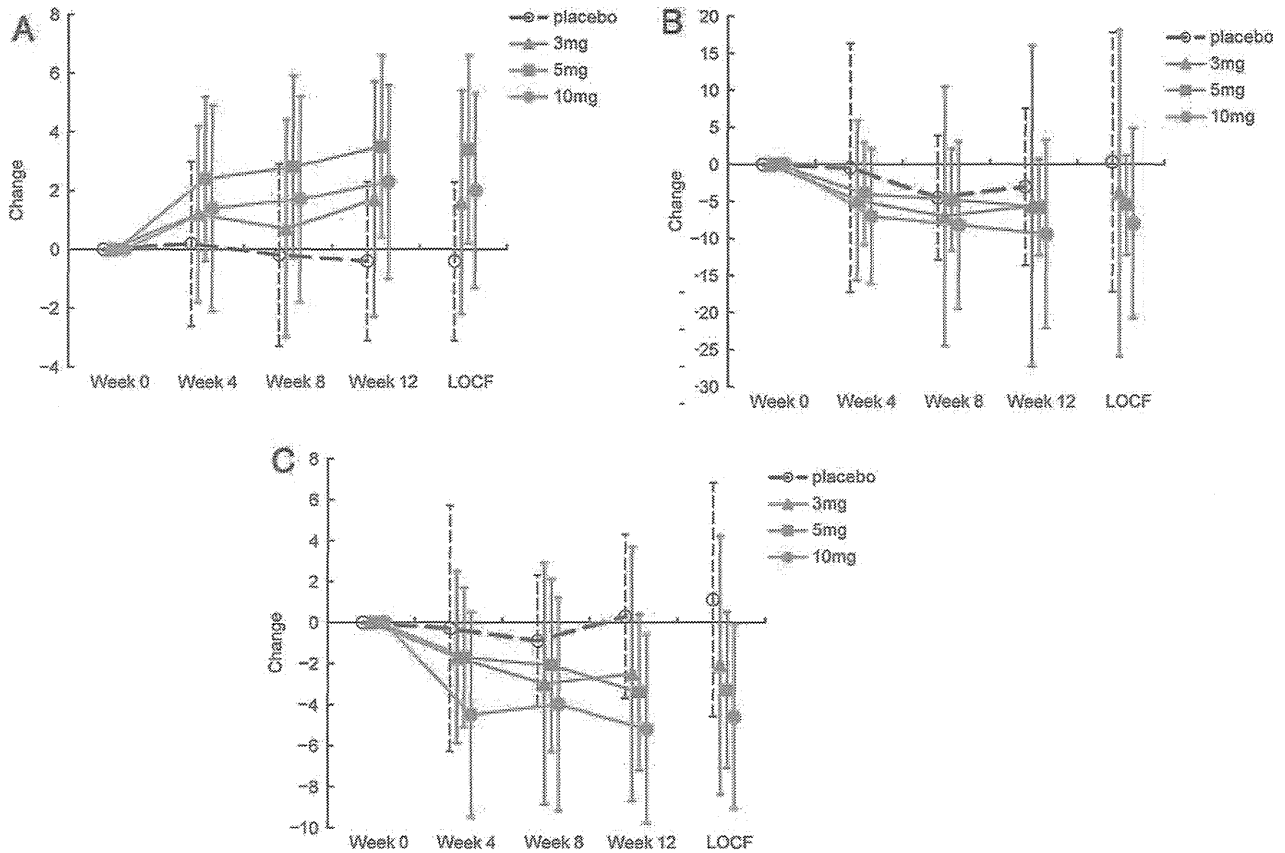 A
8
6
4
2
0
−2
−4
Change
Week 0 Week 4 Week 8 Week 12 LOCF
placebo
3mg
5mg
10mg
B
20
15
10
5
0
-5
-10
-15
-20
-25
-30
Change
Week 0 Week 4 Week 8 Week 12 LOCF
placebo
3mg
5mg
10mg
C
8
6
4
2
0
−2
−4
−6
−8
−10
Change
Week 0 Week 4 Week 8 Week 12 LOCF
placebo
3mg
5mg
10mg